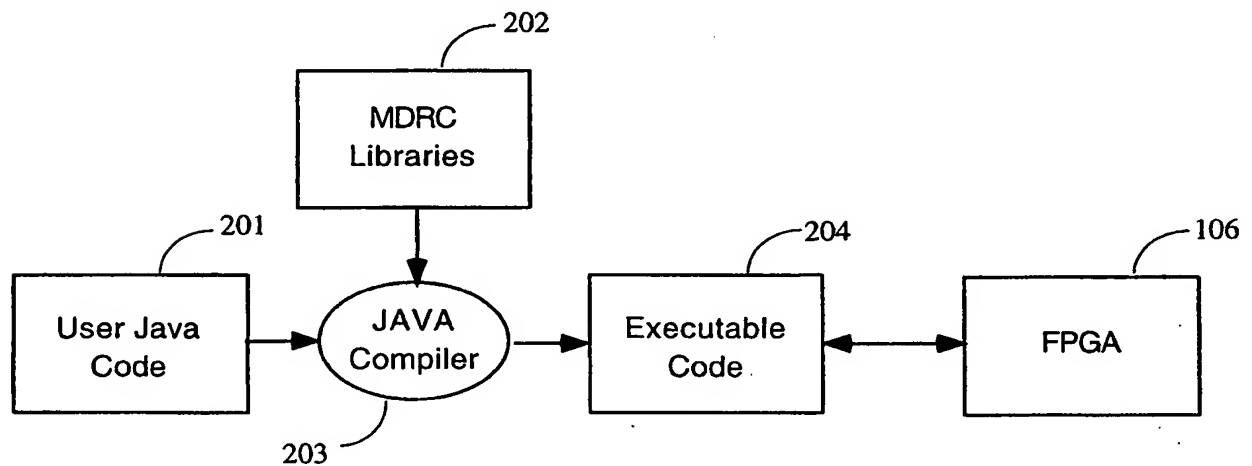 202
MDRC
Libraries
201
204
106
User Java
Code
JAVA
Compiler
Executable
Code
FPGA
203